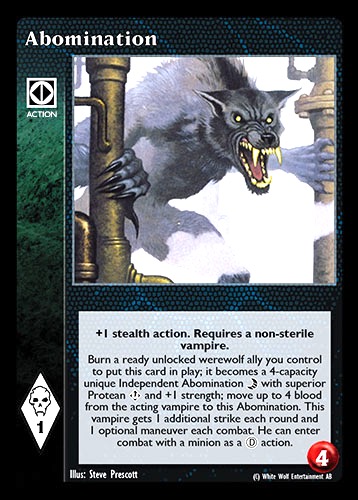 Abomination
ACTION
+1 stealth action. Requires a non-sterile
vampire.
Burn a ready unlocked werewolf ally you control
to put this card in play; it becomes a 4-capacity
unique Independent Abomination with superior
Protean and +1 strength; move up to 4 blood
from the acting vampire to this Abomination. This
vampire gets 1 additional strike each round and
1 optional maneuver each combat. He can enter
combat with a minion as a D action.
1
4
Illus: Steve Prescott
(C) White Wolf Entertainment AB